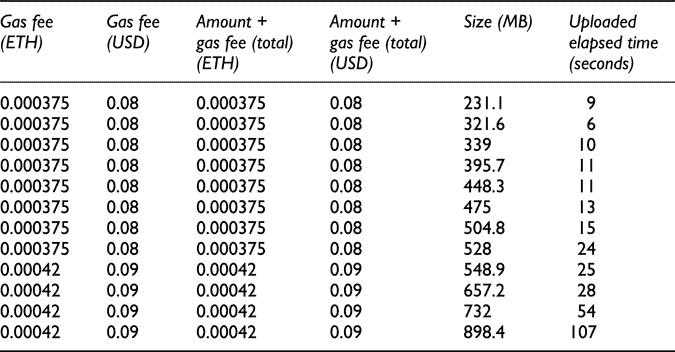 Gas fee (ETH) Gas fee (USD) Amount + gas fee (total) (ETH) Amount + gas fee (total) (USD) Size (MB) Uploaded elapsed time (seconds)
0.000375 0.08 0.000375 0.08 231.1 9
0.000375 0.08 0.000375 0.08 321.6 6
0.000375 0.08 0.000375 0.08 339 10
0.000375 0.08 0.000375 0.08 395.7 11
0.000375 0.08 0.000375 0.08 448.3 11
0.000375 0.08 0.000375 0.08 475 13
0.000375 0.08 0.000375 0.08 504.8 15
0.000375 0.08 0.000375 0.08 528 24
0.00042 0.09 0.00042 0.09 548.9 25
0.00042 0.09 0.00042 0.09 657.2 28
0.00042 0.09 0.00042 0.09 732 54
0.00042 0.09 0.00042 0.09 898.4 107